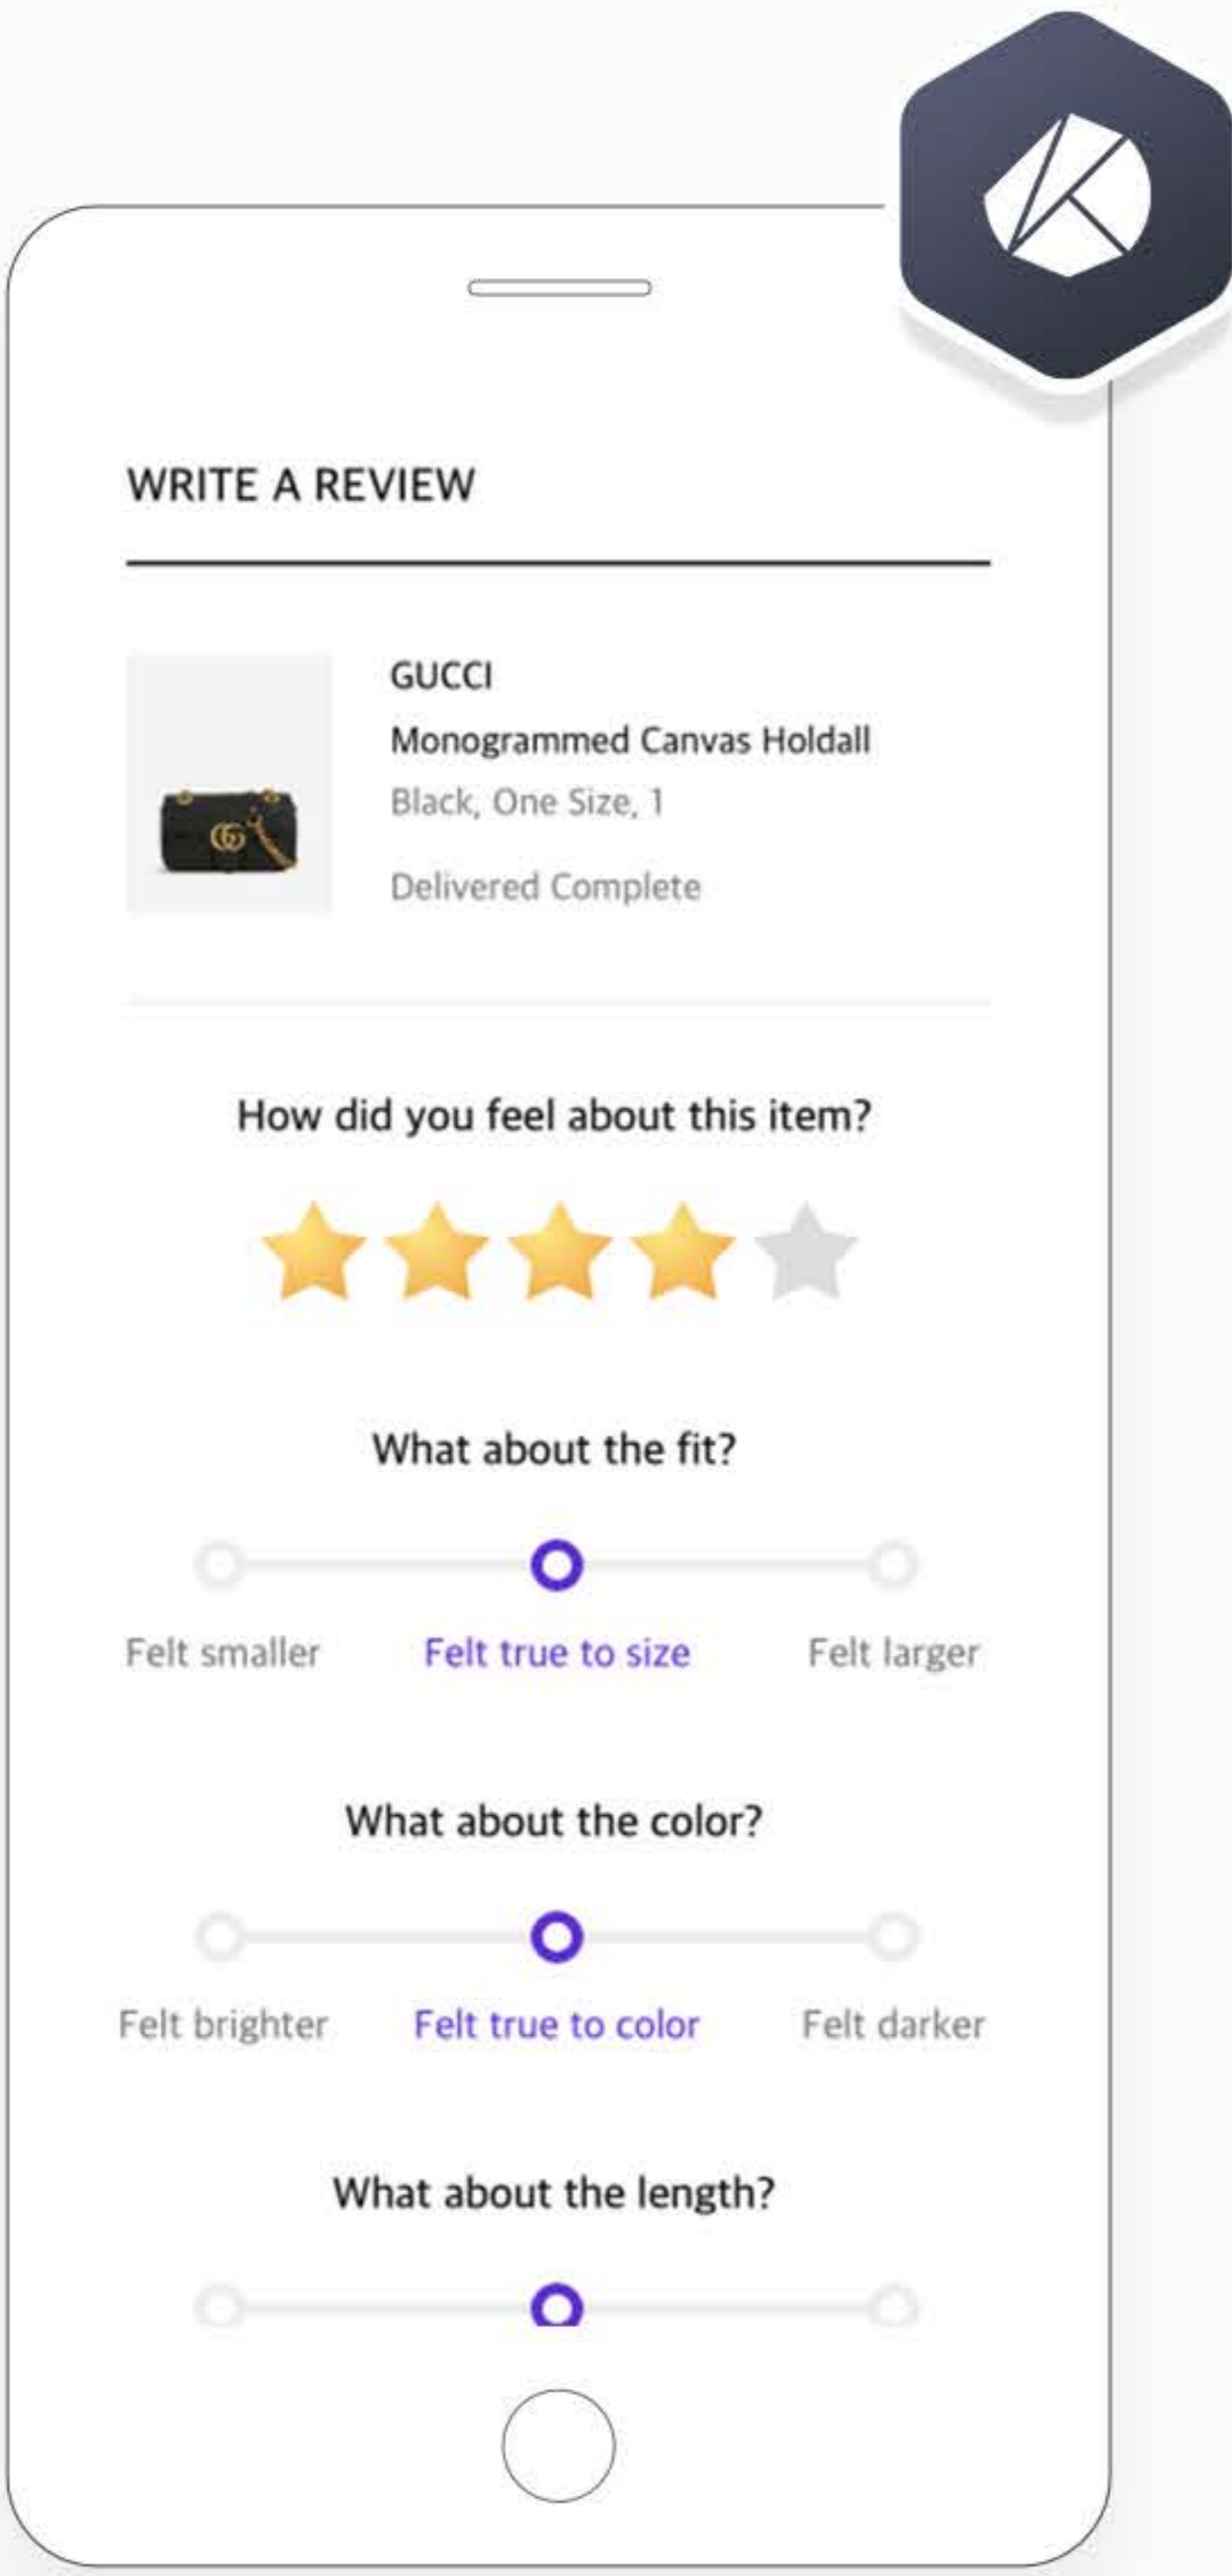 WRITE A REVIEW
GUCCI
Monogrammed Canvas Holdall
Black, One Size, 1
Delivered Complete
How did you feel about this item?
What about the fit?
Felt smaller Felt true to size Felt larger
What about the color?
Felt brighter Felt true to color Felt darker
What about the length?